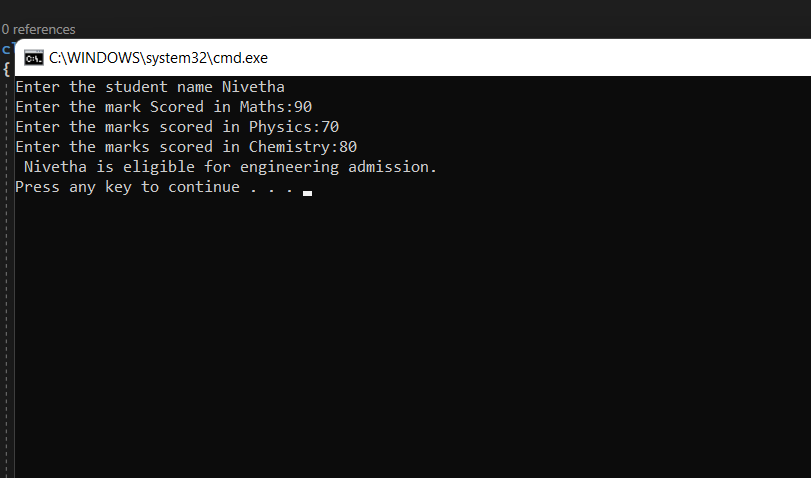 0 references
C:\WINDOWS\system32\cmd.exe
{
Enter the student name Nivetha
Enter the mark Scored in Maths:90
Enter the marks scored in Physics:70
Enter the marks scored in Chemistry:80
 Nivetha is eligible for engineering admission.
Press any key to continue . . .